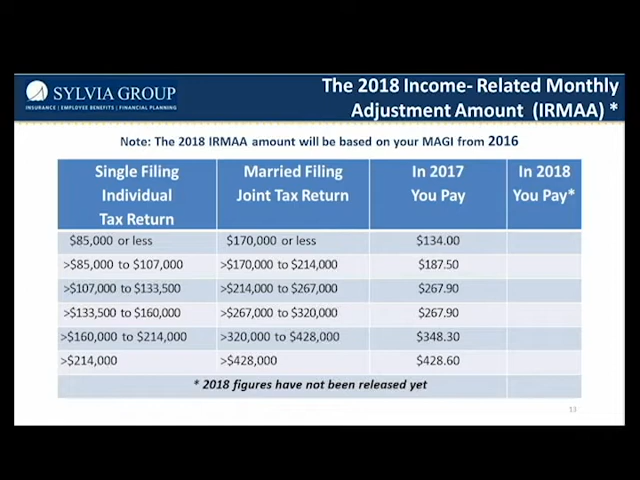 SYLVIA GROUP
INSURANCE | EMPLOYEE BENEFITS | FINANCIAL PLANNING
The 2018 Income- Related Monthly
Adjustment Amount (IRMAA) *
Note: The 2018 IRMAA amount will be based on your MAGI from 2016
Single Filing Individual Tax Return Married Filing Joint Tax Return In 2017 You Pay In 2018 You Pay*
$85,000 or less $170,000 or less $134.00
>$85,000 to $107,000 >$170,000 to $214,000 $187.50
>$107,000 to $133,500 >$214,000 to $267,000 $267.90
>$133,500 to $160,000 >$267,000 to $320,000 $267.90
>$160,000 to $214,000 >320,000 to $428,000 $348.30
>$214,000 >$428,000 $428.60
* 2018 figures have not been released yet
13